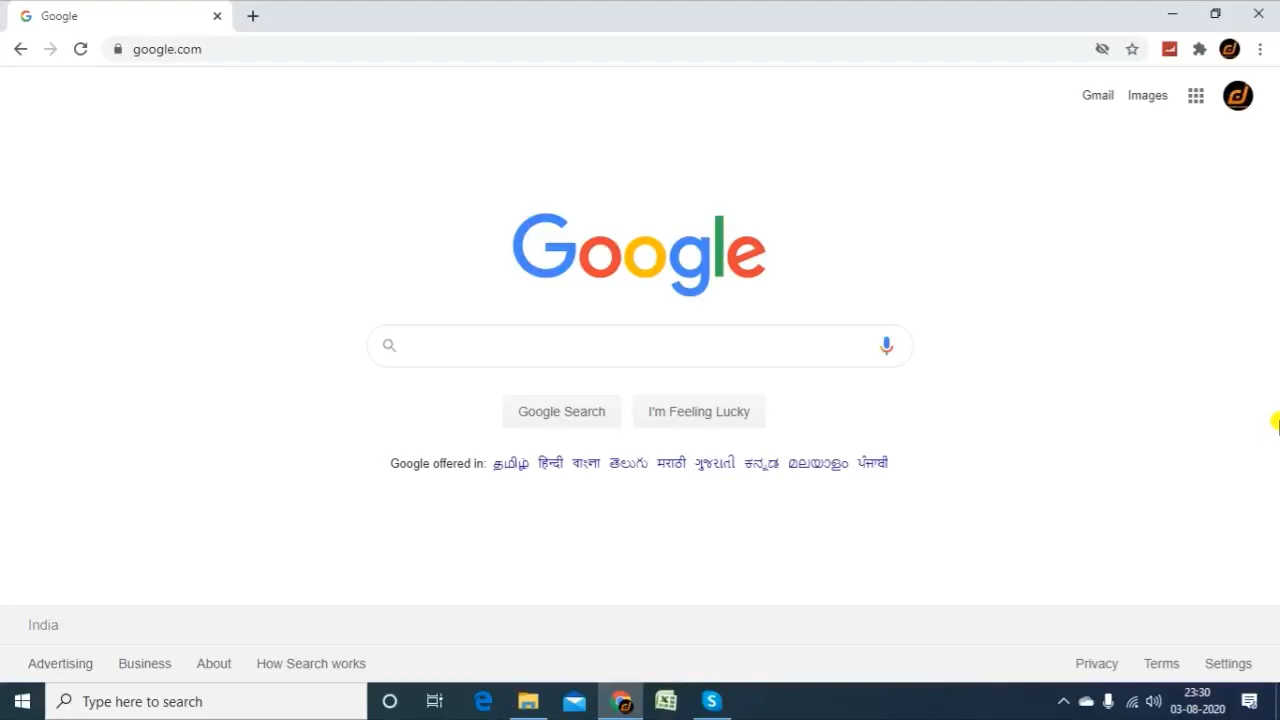 Google
google.com
Gmail Images
Google
Google Search I'm Feeling Lucky
Google offered in: தமிழ் हिन्दी বাংলা తెలుగు मराठी ગુજરાતી ಕನ್ನಡ മലയാളം ਪੰਜਾਬੀ
India
Advertising Business About How Search works Privacy Terms Settings
Type here to search
23:30
03-08-2020